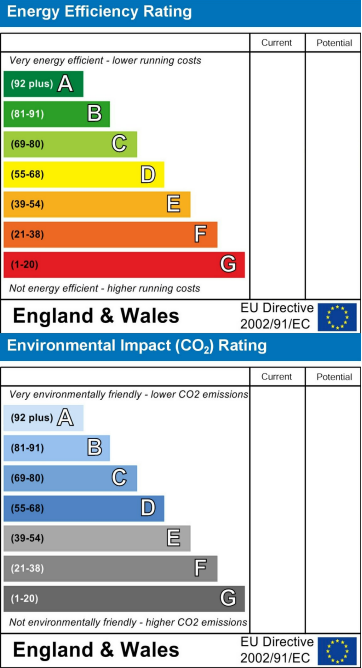 Energy Efficiency Rating
Current Potential
Very energy efficient - lower running costs
(92 plus) A
(81-91) B
(69-80) C
(55-68) D
(39-54) E
(21-38) F
(1-20) G
Not energy efficient - higher running costs
England & Wales
EU Directive
2002/91/EC
Environmental Impact (CO₂) Rating
Current Potential
Very environmentally friendly - lower CO2 emissions
(92 plus) A
(81-91) B
(69-80) C
(55-68) D
(39-54) E
(21-38) F
(1-20) G
Not environmentally friendly - higher CO2 emissions
England & Wales
EU Directive
2002/91/EC